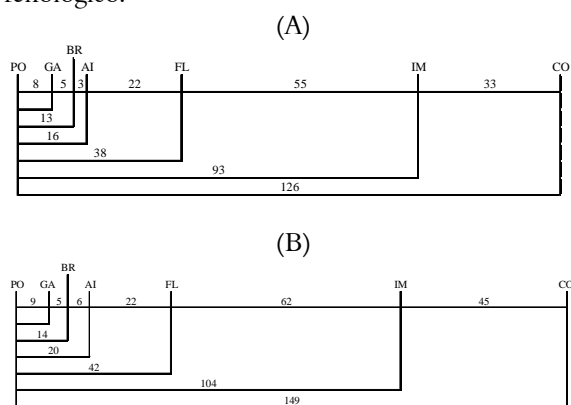 fenológico.
(A)
BR
PO GA AI FL IM CO
8 5 3 22 55 33
13
16
38
93
126
(B)
BR
PO GA AI FL IM CO
9 5 6 22 62 45
14
20
42
104
149